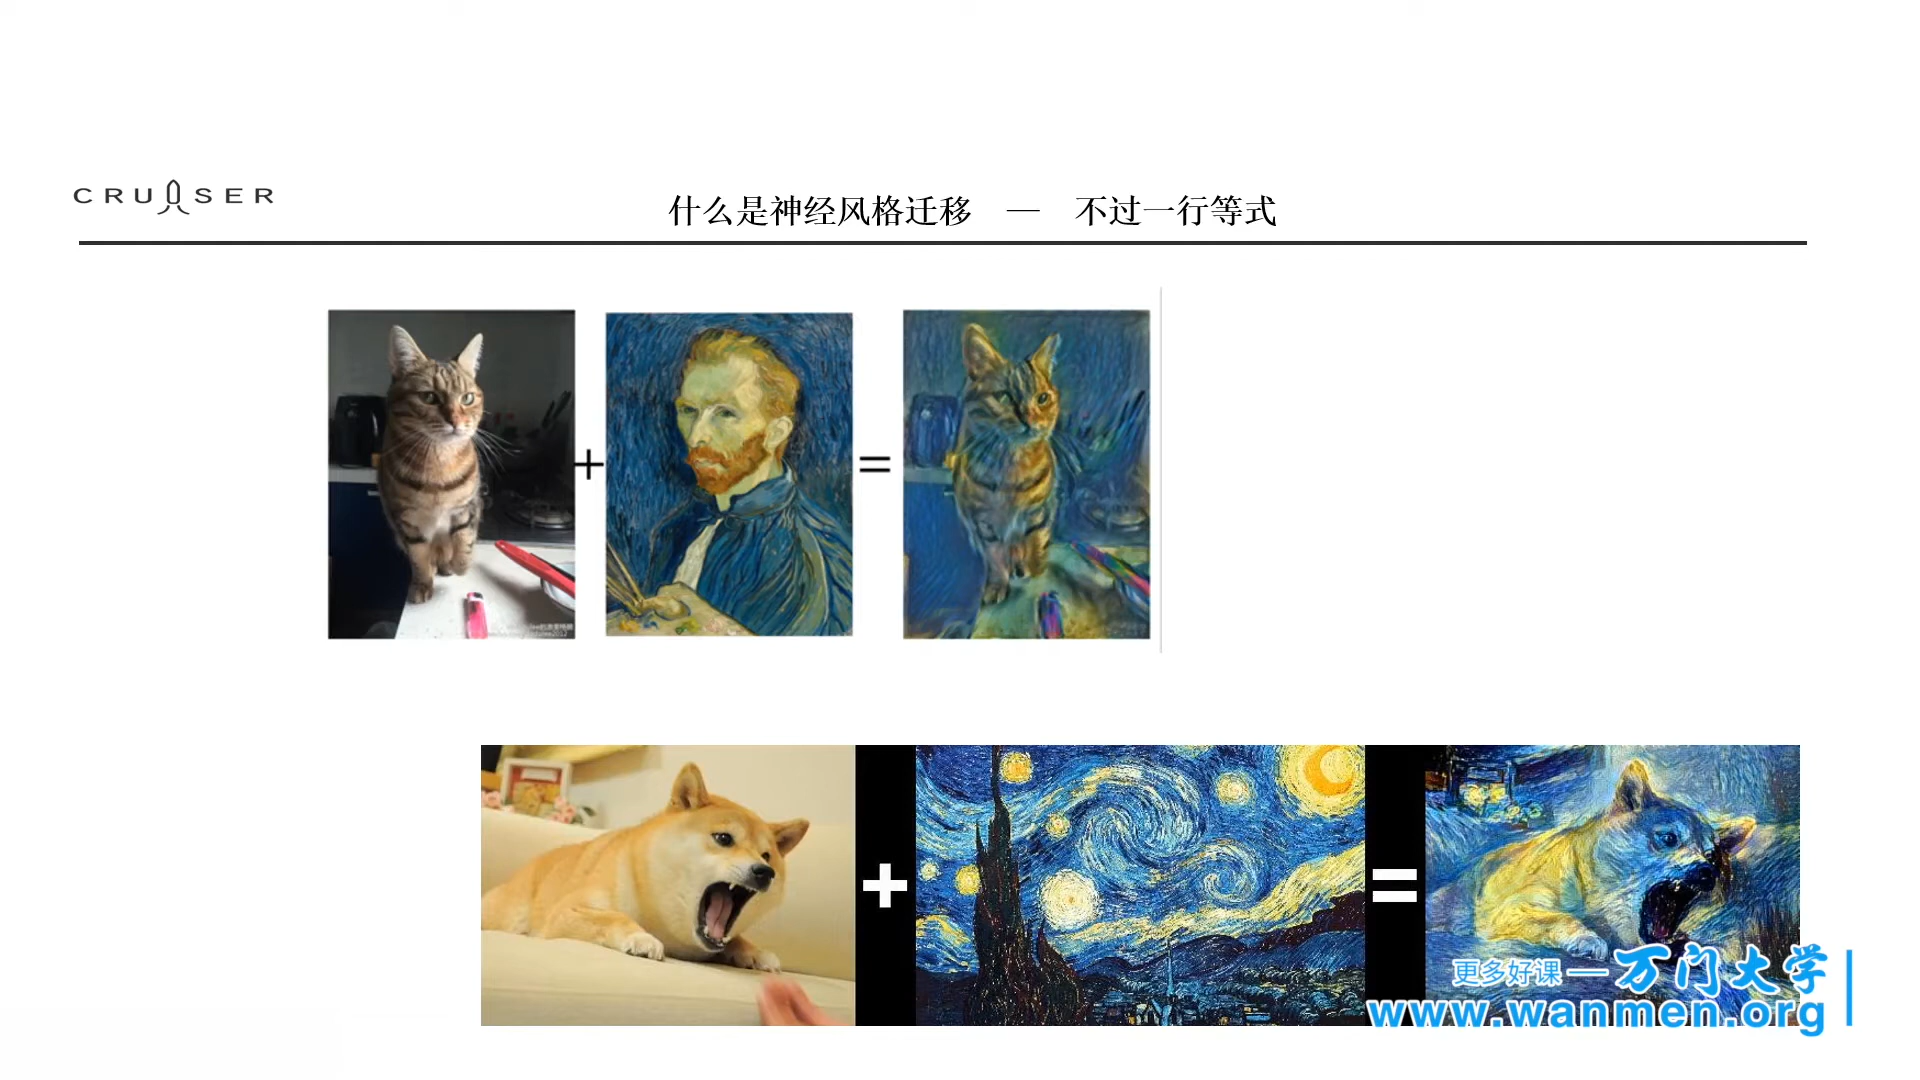 CRUISER
什么是神经风格迁移 — 不过一行等式
+
=
+
=
更多好课—万门大学
www.wanmen.org